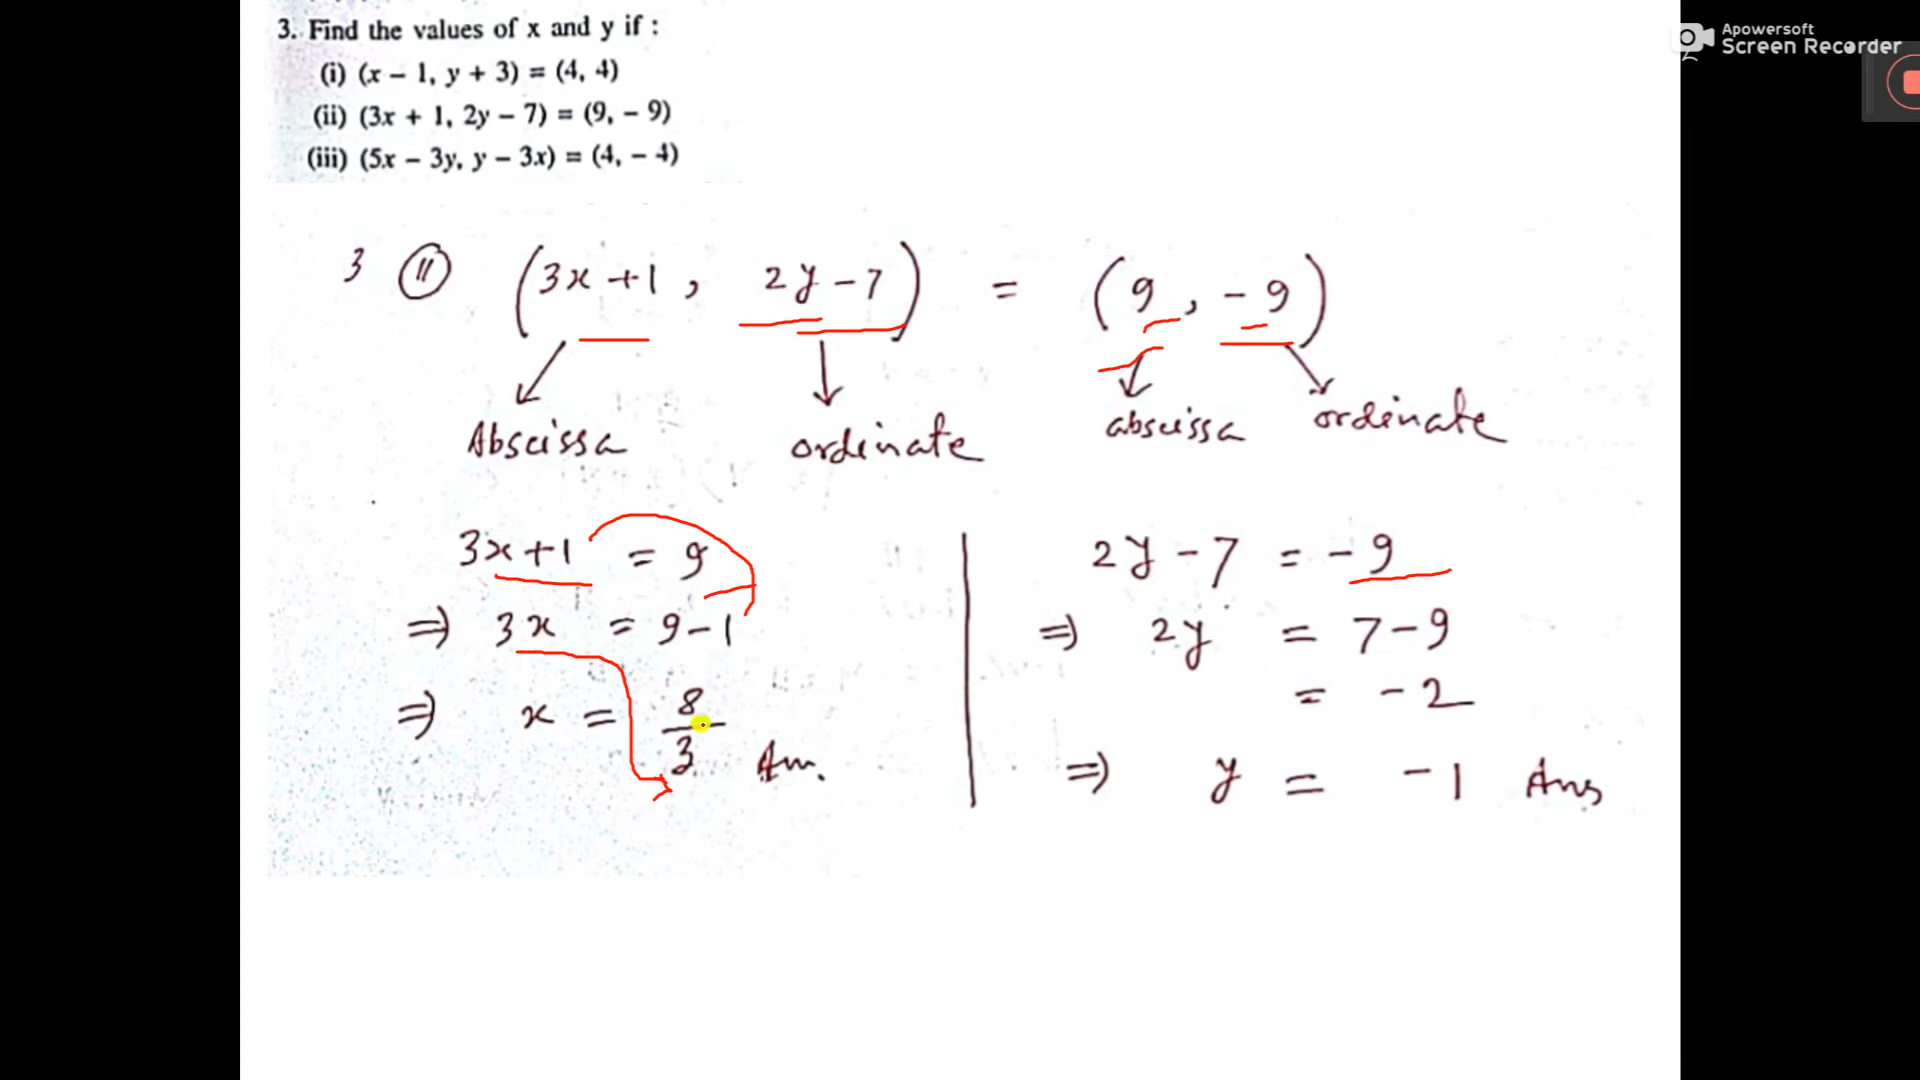 Apowersoft
Screen Recorder
3. Find the values of x and y if :
(i) (x – 1, y + 3) = (4, 4)
(ii) (3x + 1, 2y – 7) = (9, – 9)
(iii) (5x – 3y, y – 3x) = (4, – 4)
3 (ii) (3x + 1, 2y - 7) = (9, -9)
Abscissa ordinate abscissa ordinate
3x + 1 = 9
⇒ 3x = 9 - 1
⇒ x = 8/3 Ans.
2y - 7 = - 9
⇒ 2y = 7 - 9
= - 2
⇒ y = - 1 Ans